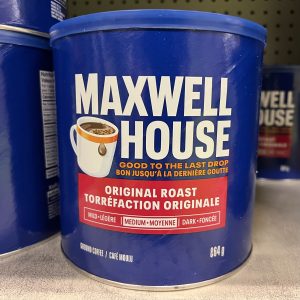 MAXWELL
HOUSE
GOOD TO THE LAST DROP
BON JUSQU'À LA DERNIÈRE GOUTTE
ORIGINAL ROAST
TORRÉFACTION ORIGINALE
MILD • LÉGÈRE
MEDIUM • MOYENNE
DARK • FONCÉE
GROUND COFFEE / CAFÉ MOULU
864 g
WELL
HOUSE